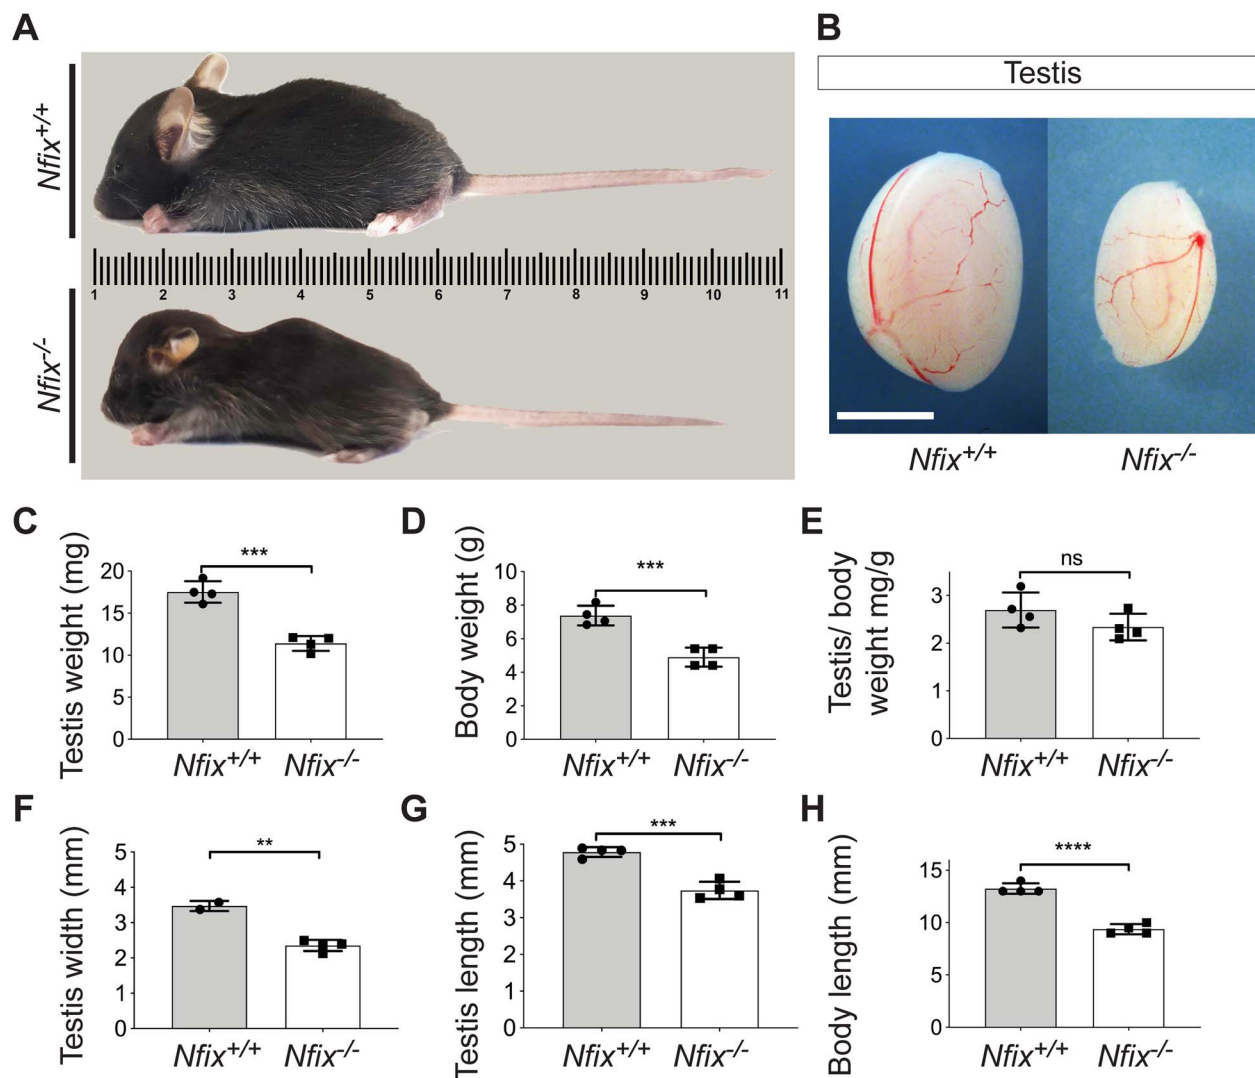 A
B
Nfix+/+
Testis
1 2 3 4 5 6 7 8 9 10 11
Nfix-/-
Nfix+/+ Nfix-/-
C
Testis weight (mg)
20
15
10
5
0
***
Nfix+/+ Nfix-/-
D
Body weight (g)
10
8
6
4
2
0
***
Nfix+/+ Nfix-/-
E
Testis/ body
weight mg/g
3
2
1
0
ns
Nfix+/+ Nfix-/-
F
Testis width (mm)
5
4
3
2
1
0
**
Nfix+/+ Nfix-/-
G
Testis length (mm)
5
4
3
2
1
0
***
Nfix+/+ Nfix-/-
H
Body length (mm)
15
10
5
0
****
Nfix+/+ Nfix-/-